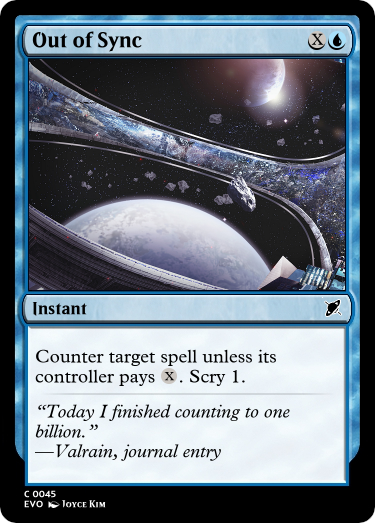 Out of Sync X
Instant
Counter target spell unless its
controller pays X. Scry 1.
“Today I finished counting to one
billion.”
—Valrain, journal entry
C 0045
EVO Joyce Kim